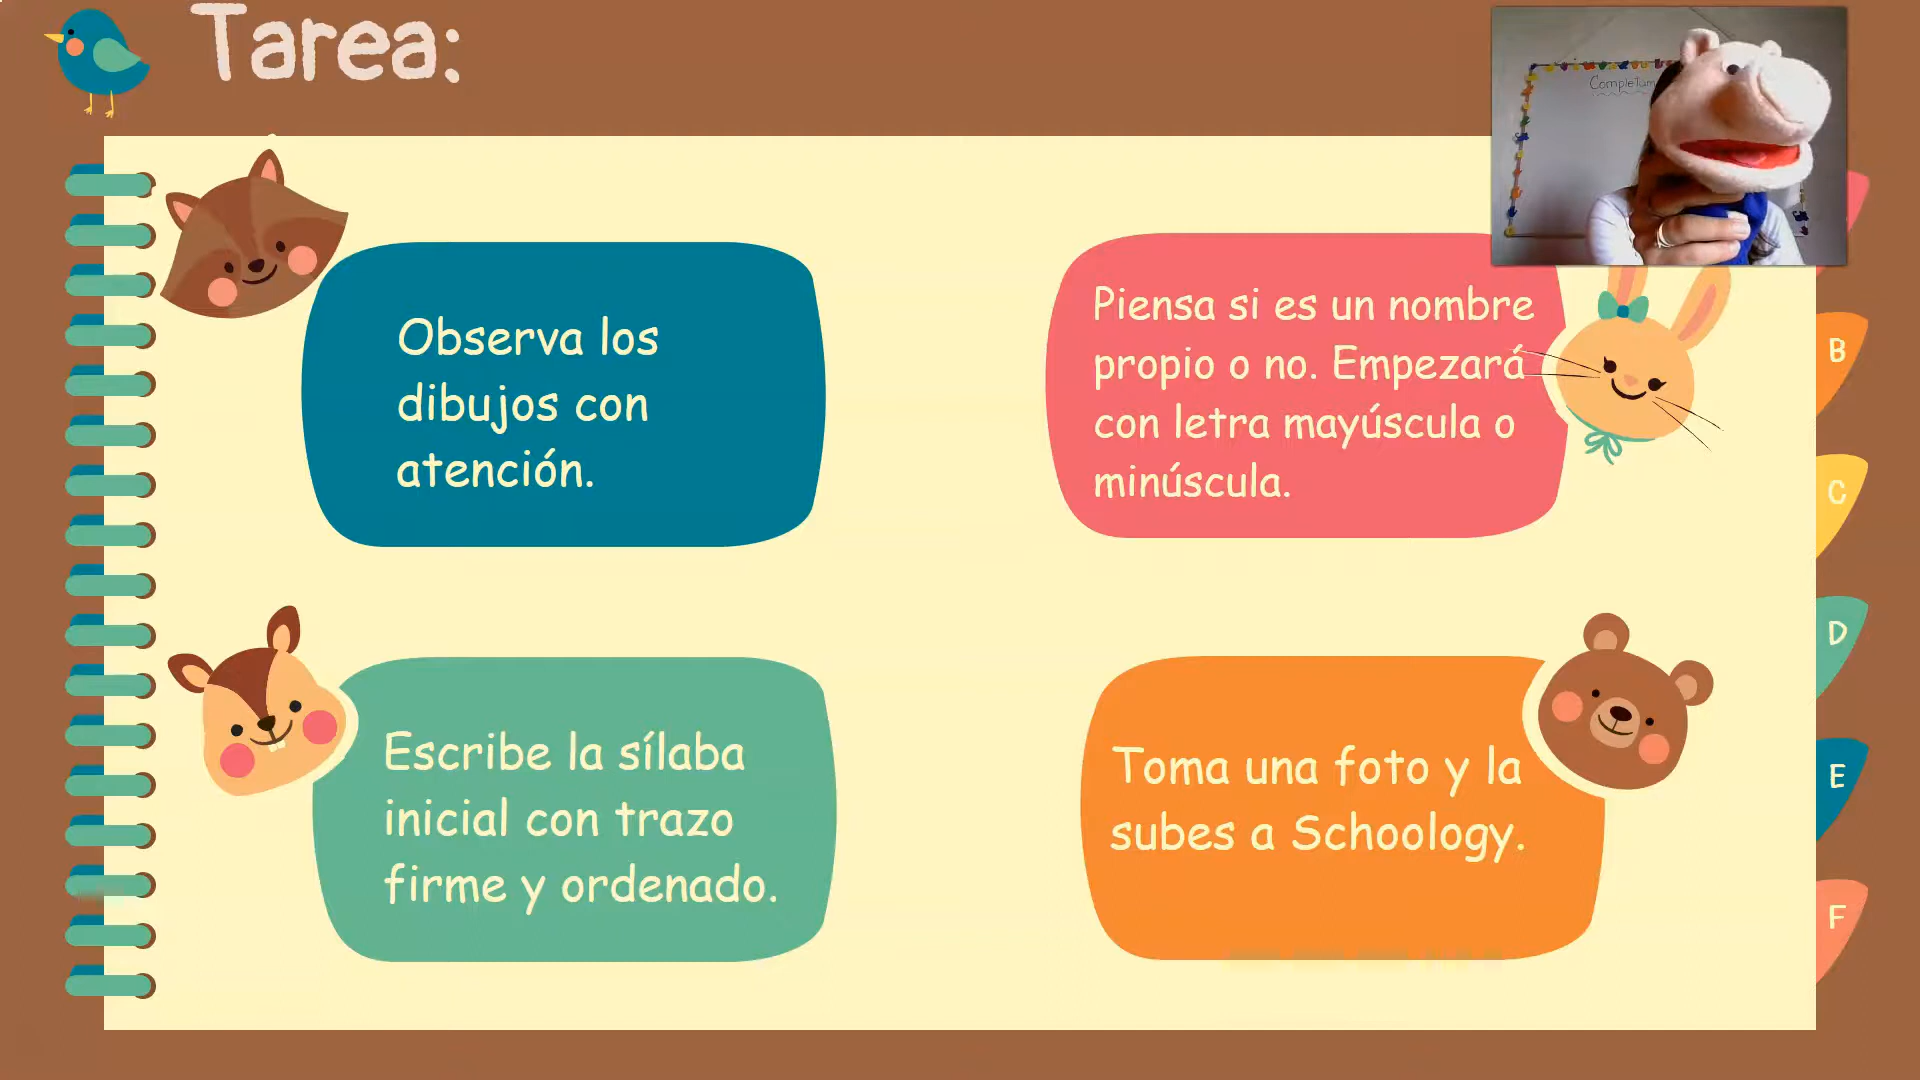 Tarea:
Observa los
dibujos con
atención.
Piensa si es un nombre
propio o no. Empezará
con letra mayúscula o
minúscula.
Escribe la sílaba
inicial con trazo
firme y ordenado.
Toma una foto y la
subes a Schoology.
B
C
D
E
F